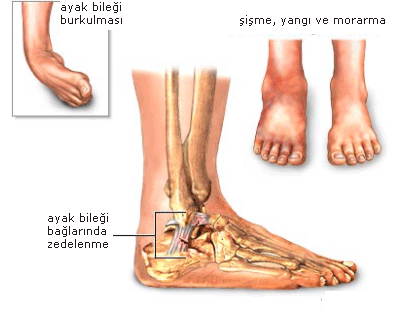 ayak bileği
burkulması
şişme, yangı ve morarma
ayak bileği
bağlarında
zedelenme